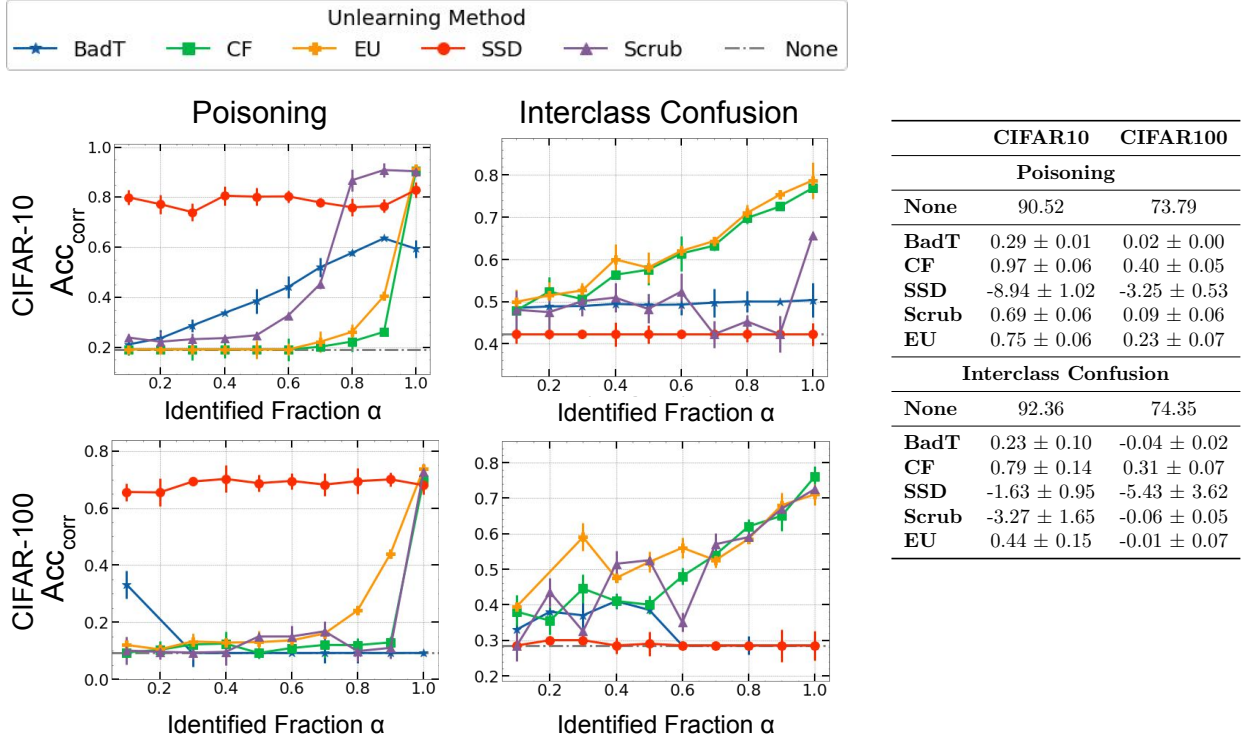 Unlearning Method
BadT CF EU SSD Scrub None
Poisoning
Interclass Confusion
CIFAR-10
Acc_corr
1.0
0.8
0.6
0.4
0.2
0.2 0.4 0.6 0.8 1.0
Identified Fraction α
0.8
0.7
0.6
0.5
0.4
0.2 0.4 0.6 0.8 1.0
Identified Fraction α
CIFAR-100
Acc_corr
0.8
0.6
0.4
0.2
0.0
0.2 0.4 0.6 0.8 1.0
Identified Fraction α
0.8
0.7
0.6
0.5
0.4
0.3
0.2
0.2 0.4 0.6 0.8 1.0
Identified Fraction α
CIFAR10 CIFAR100
Poisoning
None 90.52 73.79
BadT 0.29 ± 0.01 0.02 ± 0.00
CF 0.97 ± 0.06 0.40 ± 0.05
SSD -8.94 ± 1.02 -3.25 ± 0.53
Scrub 0.69 ± 0.06 0.09 ± 0.06
EU 0.75 ± 0.06 0.23 ± 0.07
Interclass Confusion
None 92.36 74.35
BadT 0.23 ± 0.10 -0.04 ± 0.02
CF 0.79 ± 0.14 0.31 ± 0.07
SSD -1.63 ± 0.95 -5.43 ± 3.62
Scrub -3.27 ± 1.65 -0.06 ± 0.05
EU 0.44 ± 0.15 -0.01 ± 0.07